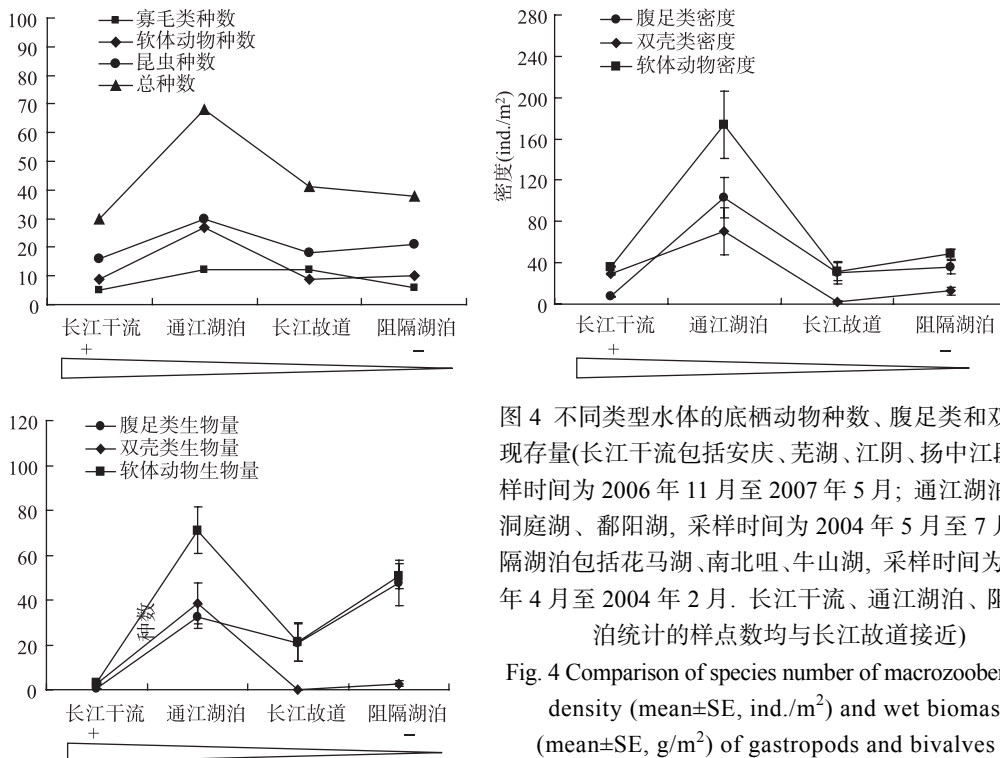 寡毛类种数
软体动物种数
昆虫种数
总种数
100
90
80
70
60
50
40
30
20
10
0
长江干流 通江湖泊 长江故道 阻隔湖泊
+ −
腹足类密度
双壳类密度
软体动物密度
密度(ind./m²)
280
240
200
160
120
80
40
0
长江干流 通江湖泊 长江故道 阻隔湖泊
+ −
腹足类生物量
双壳类生物量
软体动物生物量
120
100
80
60
40
20
0
种数
长江干流 通江湖泊 长江故道 阻隔湖泊
+ −
图 4 不同类型水体的底栖动物种数、腹足类和双
现存量(长江干流包括安庆、芜湖、江阴、扬中江
样时间为 2006 年 11 月至 2007 年 5 月; 通江湖
洞庭湖、鄱阳湖, 采样时间为 2004 年 5 月至 7
隔湖泊包括花马湖、南北咀、牛山湖, 采样时间为
年 4 月至 2004 年 2 月. 长江干流、通江湖泊、
泊统计的样点数均与长江故道接近)
Fig. 4 Comparison of species number of macrozooben
density (mean±SE, ind./m²) and wet biomas
(mean±SE, g/m²) of gastropods and bivalves